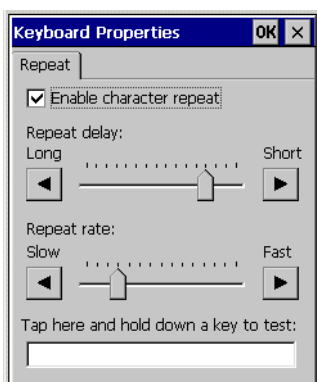 Keyboard Properties OK ×
Repeat
Enable character repeat
Repeat delay:
Long Short
Repeat rate:
Slow Fast
Tap here and hold down a key to test: